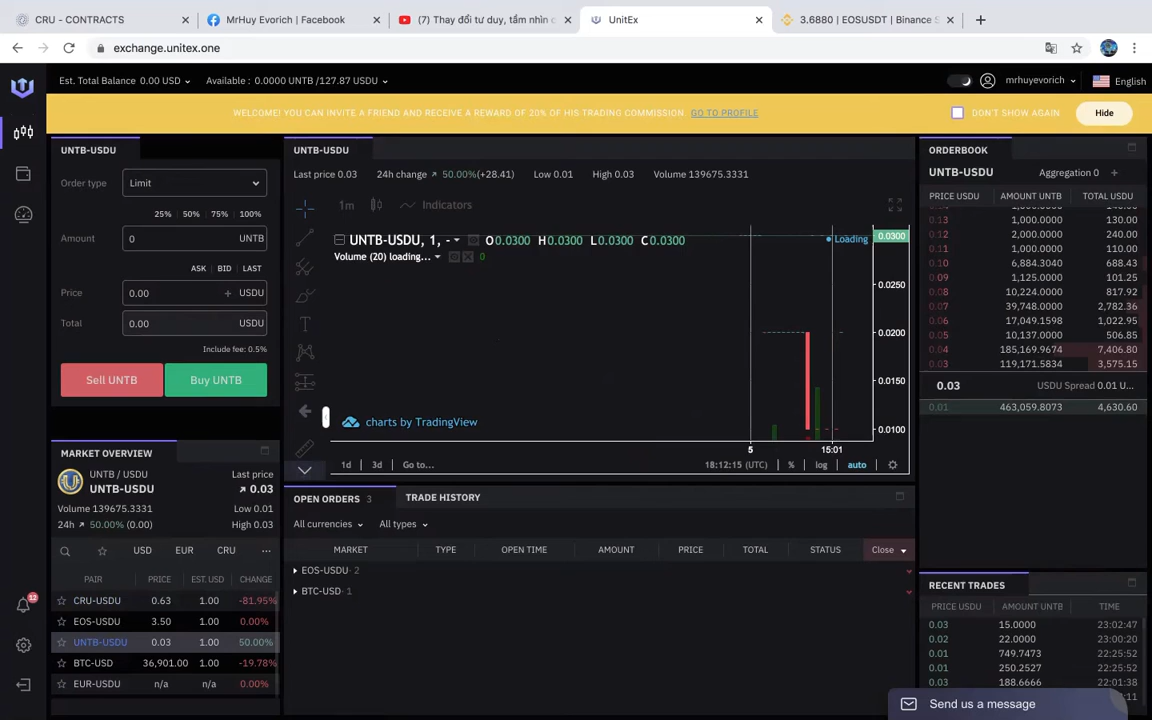 CRU - CONTRACTS
MrHuy Evorich | Facebook
(7) Thay đổi tư duy, tầm nhìn
UnitEx
3.6880 | EOSUSDT | Binance
exchange.unitex.one
Est. Total Balance 0.00 USD
Available : 0.0000 UNTB /127.87 USDU
mrhuyevorich
English
WELCOME! YOU CAN INVITE A FRIEND AND RECEIVE A REWARD OF 20% OF HIS TRADING COMMISSION. GO TO PROFILE
DON'T SHOW AGAIN
Hide
UNTB-USDU
Order type
Limit
25% 50% 75% 100%
Amount
0
UNTB
ASK BID LAST
Price
0.00
+ USDU
Total
0.00
USDU
Include fee: 0.5%
Sell UNTB
Buy UNTB
MARKET OVERVIEW
UNTB / USDU
Last price
UNTB-USDU
↗ 0.03
Volume 139675.3331
Low 0.01
24h ↗ 50.00% (0.00)
High 0.03
USD EUR CRU ...
PAIR PRICE EST. USD CHANGE
CRU-USDU 0.63 1.00 -81.95%
EOS-USDU 3.50 1.00 0.00%
UNTB-USDU 0.03 1.00 50.00%
BTC-USD 36,901.00 1.00 -19.78%
EUR-USDU n/a n/a 0.00%
12
UNTB-USDU
Last price 0.03
24h change ↗ 50.00%(+28.41)
Low 0.01
High 0.03
Volume 139675.3331
1m
Indicators
UNTB-USDU, 1, -
O0.0300 H0.0300 L0.0300 C0.0300
Loading
Volume (20) loading...
0
0.0300
0.0250
0.0200
0.0150
0.0100
charts by TradingView
5
15:01
1d 3d Go to...
18:12:15 (UTC)
% log auto
OPEN ORDERS 3
TRADE HISTORY
All currencies
All types
MARKET TYPE OPEN TIME AMOUNT PRICE TOTAL STATUS Close
EOS-USDU· 2
BTC-USD· 1
ORDERBOOK
UNTB-USDU
Aggregation 0 +
PRICE USDU AMOUNT UNTB TOTAL USDU
0.13 1,000.0000 130.00
0.12 2,000.0000 240.00
0.11 1,000.0000 110.00
0.10 6,884.3040 688.43
0.09 1,125.0000 101.25
0.08 10,224.0000 817.92
0.07 39,748.0000 2,782.36
0.06 17,049.1598 1,022.95
0.05 10,137.0000 506.85
0.04 185,169.9674 7,406.80
0.03 119,171.5834 3,575.15
0.03
USDU Spread 0.01 U...
0.01 463,059.8073 4,630.60
RECENT TRADES
PRICE USDU AMOUNT UNTB TIME
0.03 15.0000 23:02:47
0.02 22.0000 23:00:20
0.01 749.7473 22:25:52
0.01 250.2527 22:25:52
0.03 188.6666 22:01:38
Send us a message